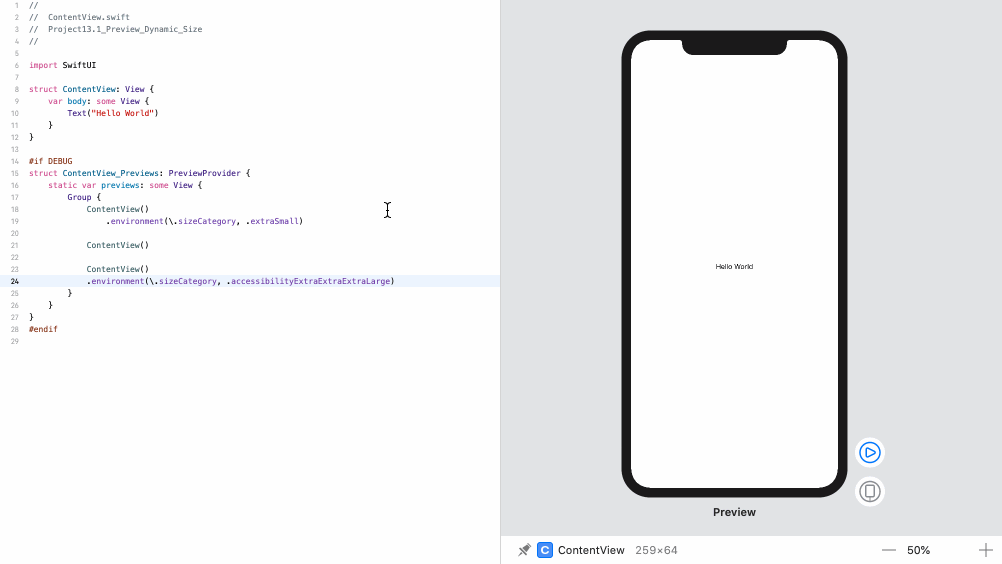 1 //
2 //  ContentView.swift
3 //  Project13.1_Preview_Dynamic_Size
4 //
5
6 import SwiftUI
7
8 struct ContentView: View {
9     var body: some View {
10         Text("Hello World")
11     }
12 }
13
14 #if DEBUG
15 struct ContentView_Previews: PreviewProvider {
16     static var previews: some View {
17         Group {
18             ContentView()
19                 .environment(\.sizeCategory, .extraSmall)
20
21             ContentView()
22
23             ContentView()
24             .environment(\.sizeCategory, .accessibilityExtraExtraExtraLarge)
25         }
26     }
27 }
28 #endif
29
Hello World
Preview
C ContentView 259×64
50%